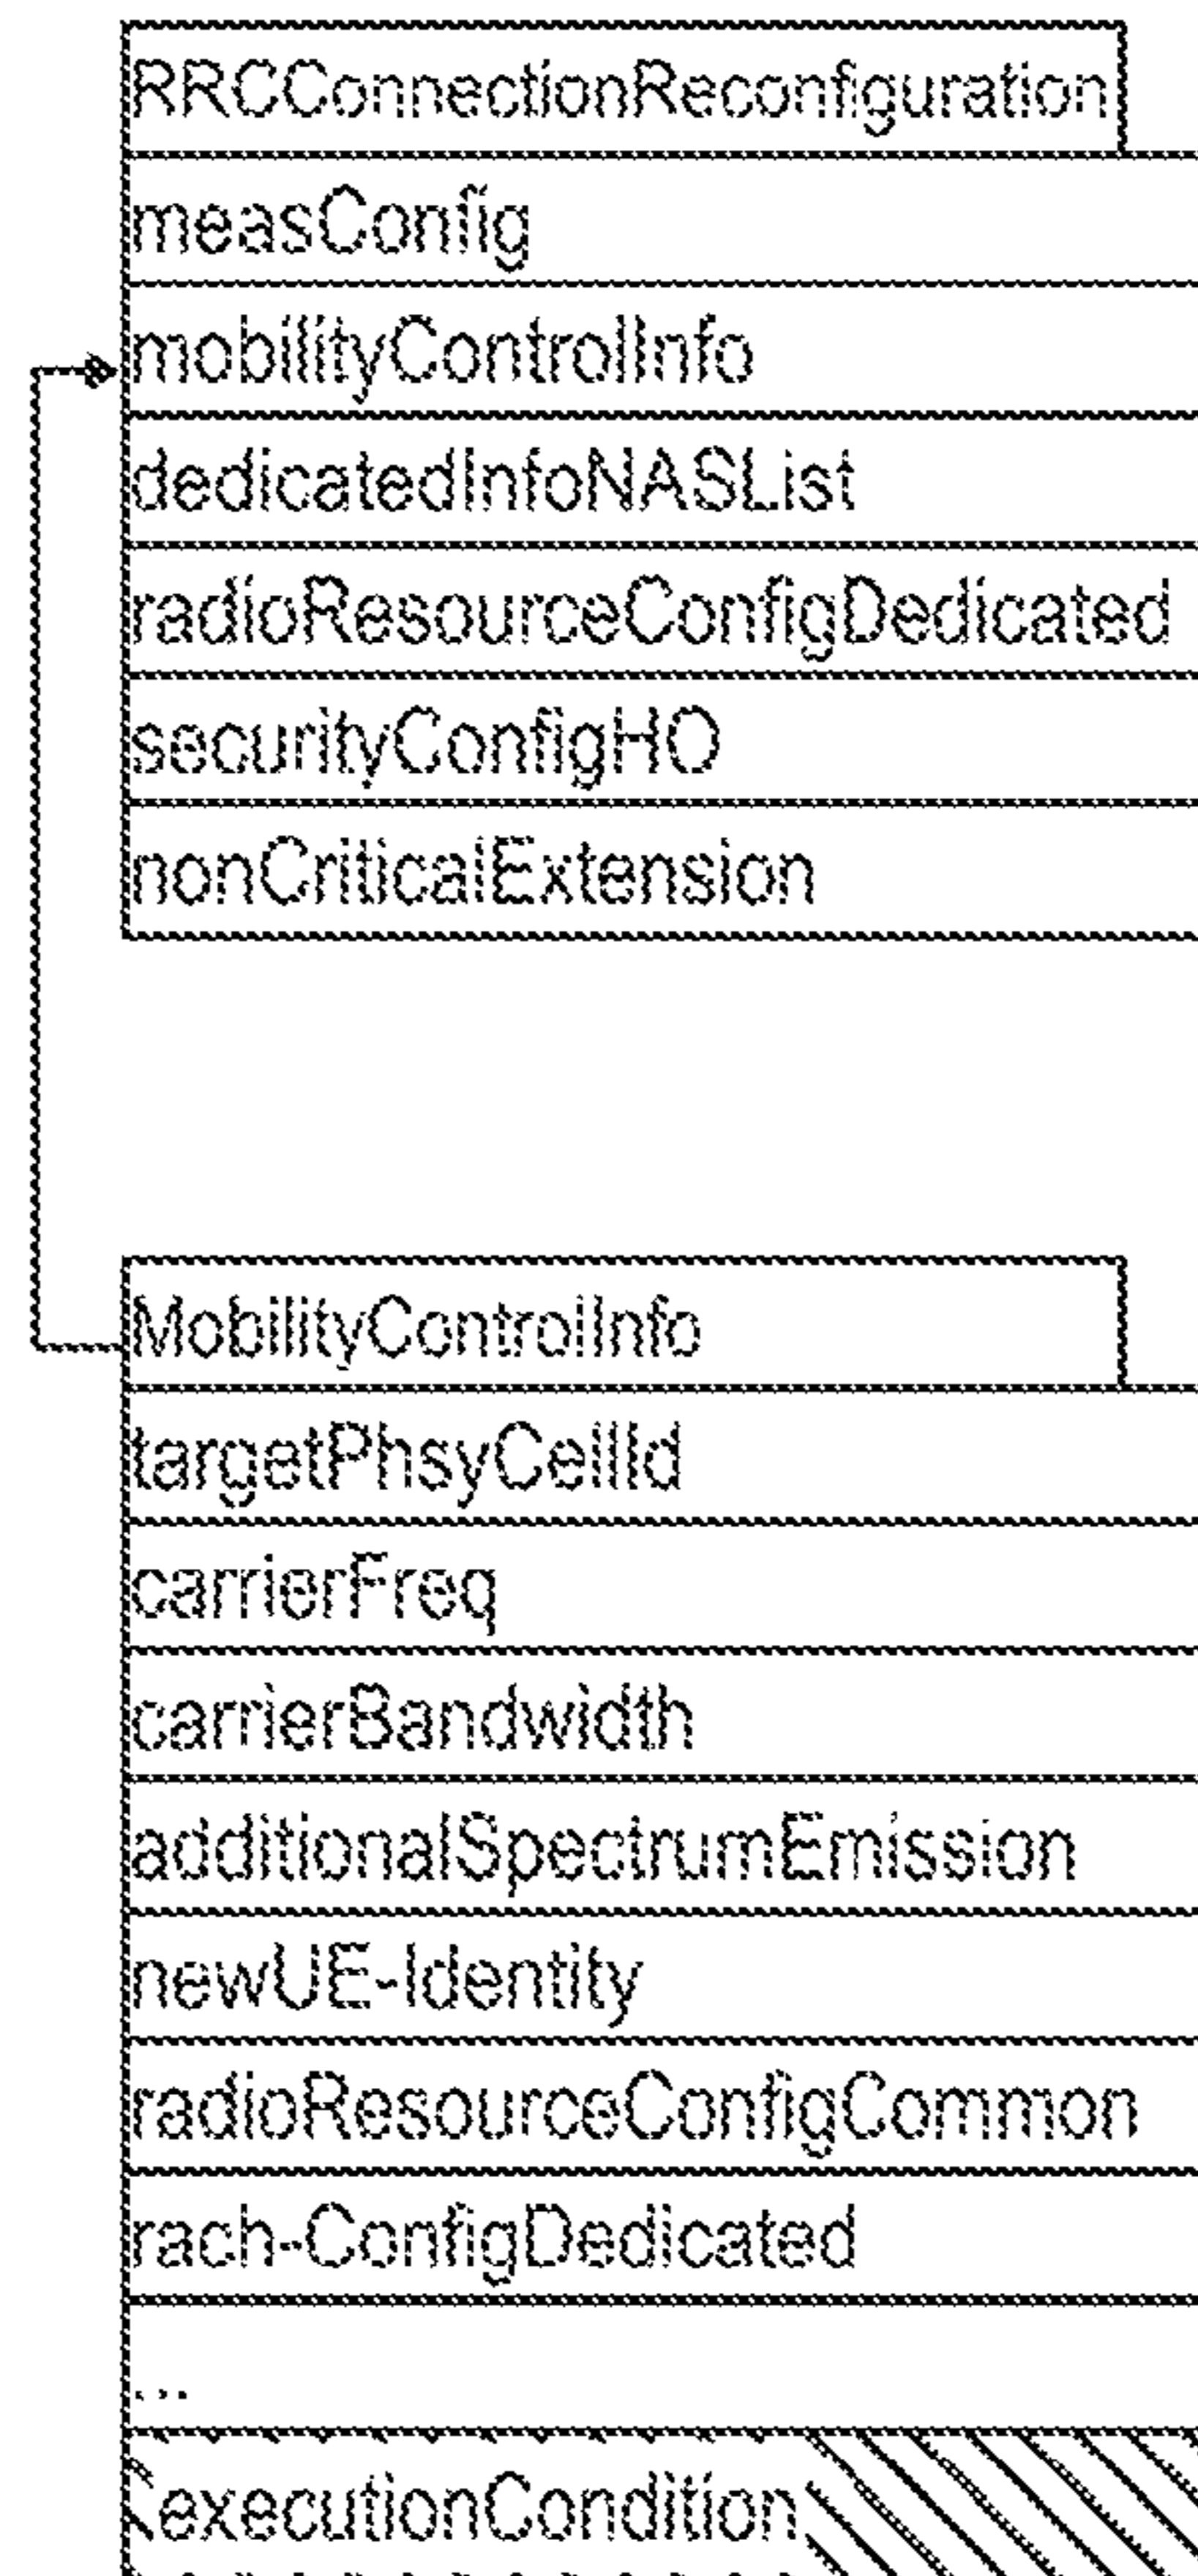 RRCConnectionReconfiguration
measConfig
mobilityControlInfo
dedicatedInfoNASList
radioResourceConfigDedicated
securityConfigHO
nonCriticalExtension
MobilityControlInfo
targetPhsyCellId
carrierFreq
carrierBandwidth
additionalSpectrumEmission
newUE-Identity
radioResourceConfigCommon
rach-ConfigDedicated
...
executionCondition